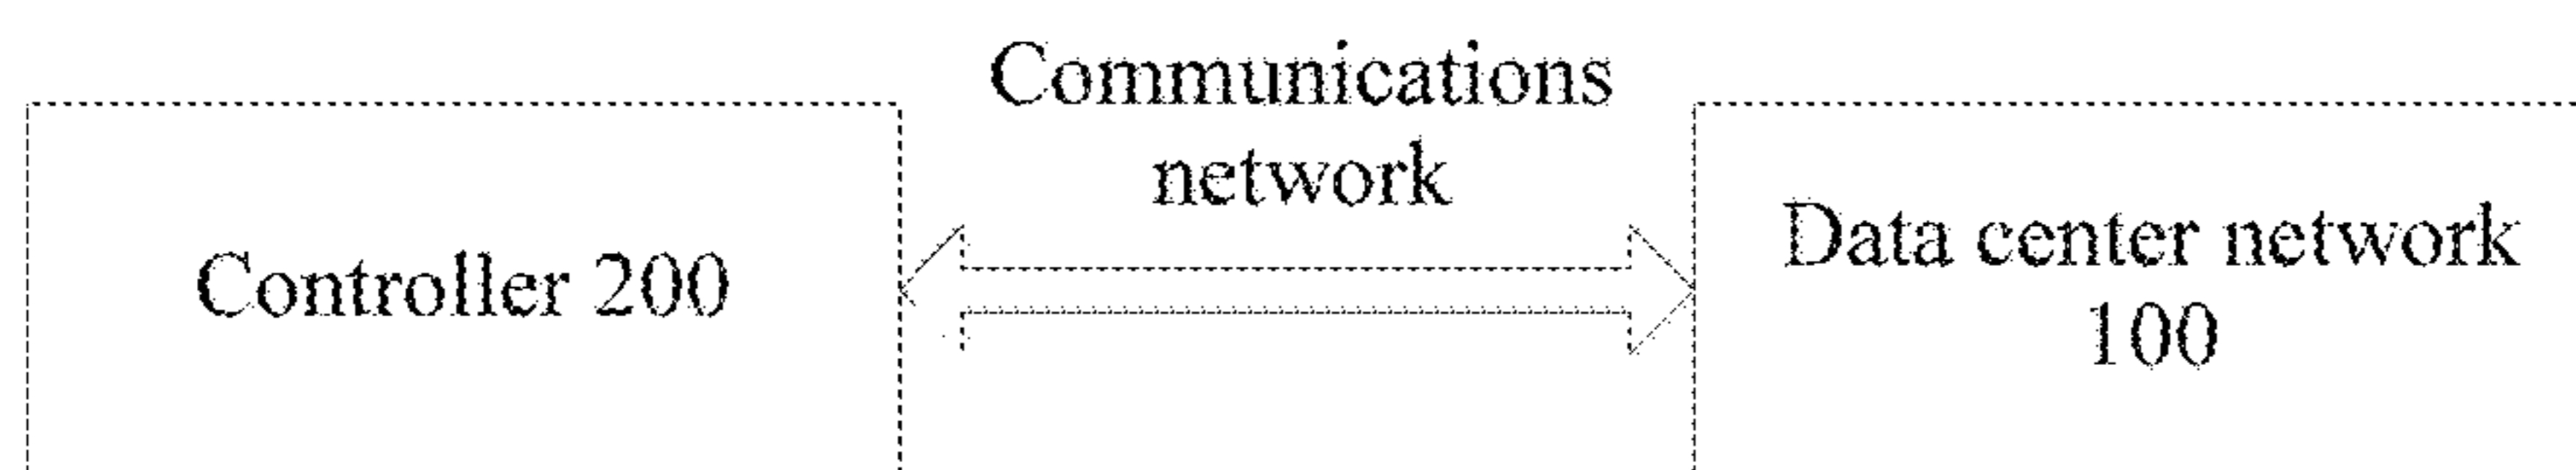 Communications
network
Controller 200
Data center network
100